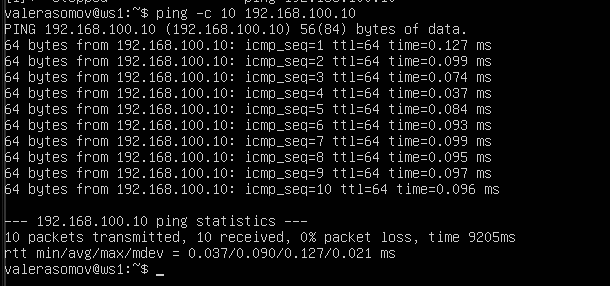 valerasomov@ws1:~$ ping -c 10 192.168.100.10
PING 192.168.100.10 (192.168.100.10) 56(84) bytes of data.
64 bytes from 192.168.100.10: icmp_seq=1 ttl=64 time=0.127 ms
64 bytes from 192.168.100.10: icmp_seq=2 ttl=64 time=0.099 ms
64 bytes from 192.168.100.10: icmp_seq=3 ttl=64 time=0.074 ms
64 bytes from 192.168.100.10: icmp_seq=4 ttl=64 time=0.037 ms
64 bytes from 192.168.100.10: icmp_seq=5 ttl=64 time=0.084 ms
64 bytes from 192.168.100.10: icmp_seq=6 ttl=64 time=0.093 ms
64 bytes from 192.168.100.10: icmp_seq=7 ttl=64 time=0.099 ms
64 bytes from 192.168.100.10: icmp_seq=8 ttl=64 time=0.095 ms
64 bytes from 192.168.100.10: icmp_seq=9 ttl=64 time=0.097 ms
64 bytes from 192.168.100.10: icmp_seq=10 ttl=64 time=0.096 ms
--- 192.168.100.10 ping statistics ---
10 packets transmitted, 10 received, 0% packet loss, time 9205ms
rtt min/avg/max/mdev = 0.037/0.090/0.127/0.021 ms
valerasomov@ws1:~$ _